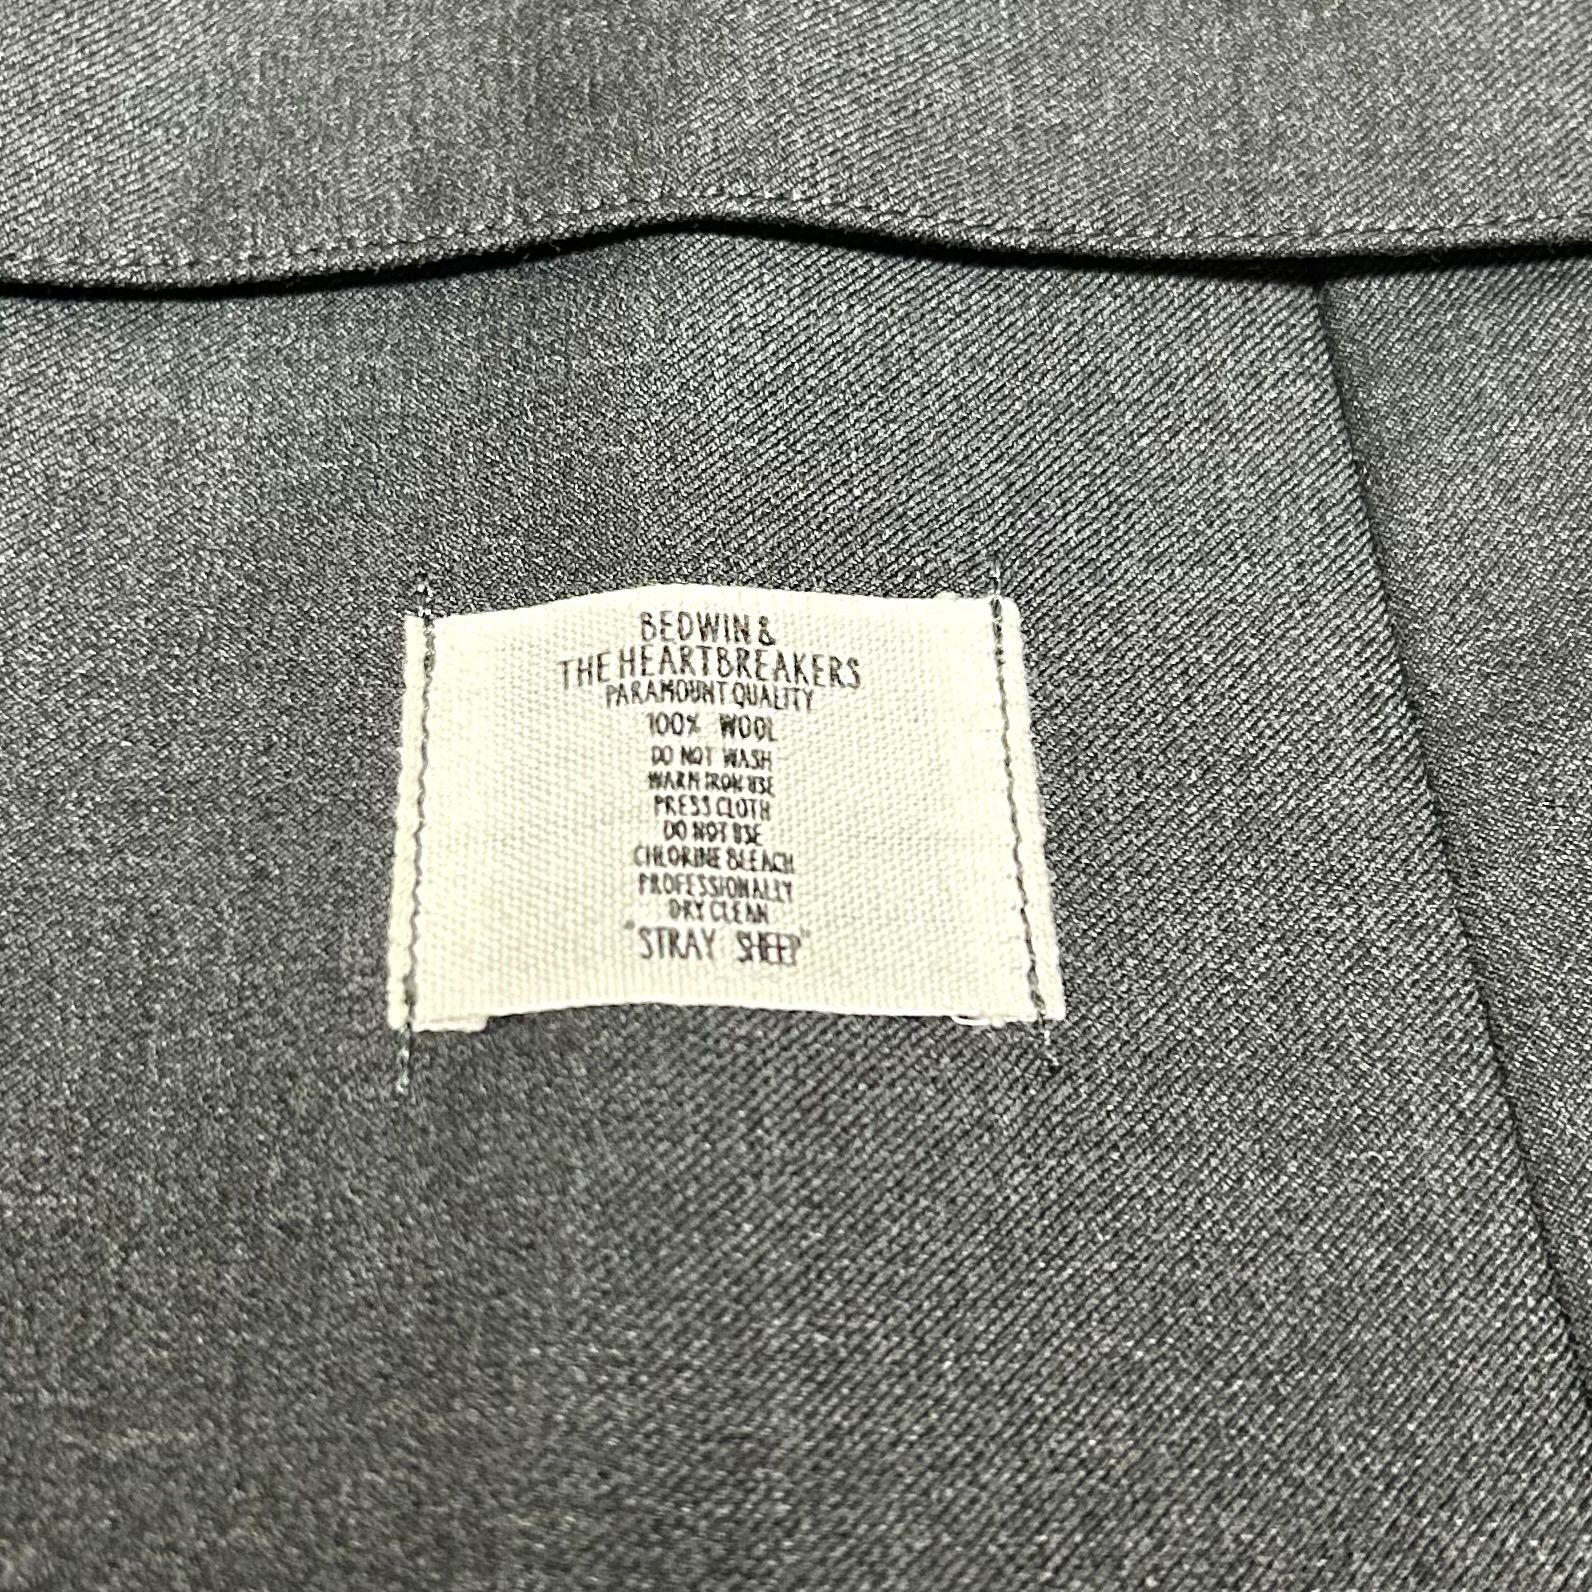 BEDWIN &
THE HEARTBREAKERS
PARAMOUNT QUALITY
100% WOOL
DO NOT WASH
WARM IRON USE
PRESS CLOTH
DO NOT USE
CHLORINE BLEACH
PROFESSIONALLY
DRY CLEAN
"STRAY SHEEP"